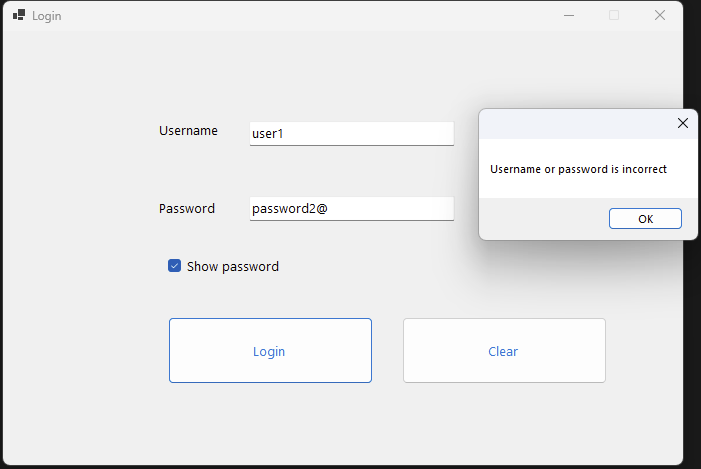 Login
Username
user1
Username or password is incorrect
OK
Password
password2@
Show password
Login
Clear